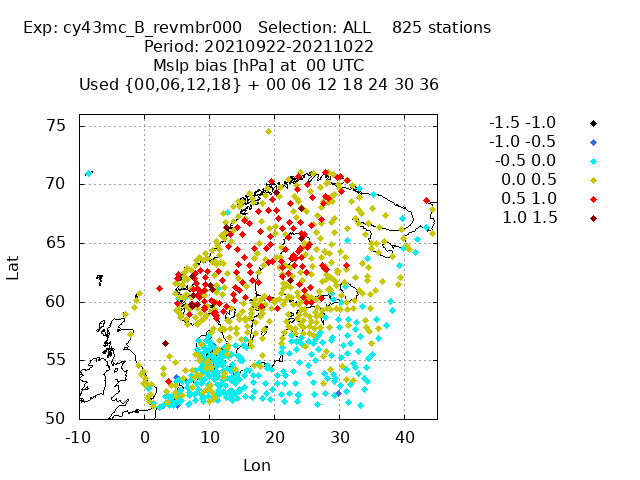 Exp: cy43mc_B_revmbr000   Selection: ALL    825 stations
Period: 20210922-20211022
Mslp bias [hPa] at  00 UTC
Used {00,06,12,18} + 00 06 12 18 24 30 36
75
70
65
60
55
50
Lat
-10 0 10 20 30 40
Lon
-1.5 -1.0
-1.0 -0.5
-0.5 0.0
0.0 0.5
0.5 1.0
1.0 1.5